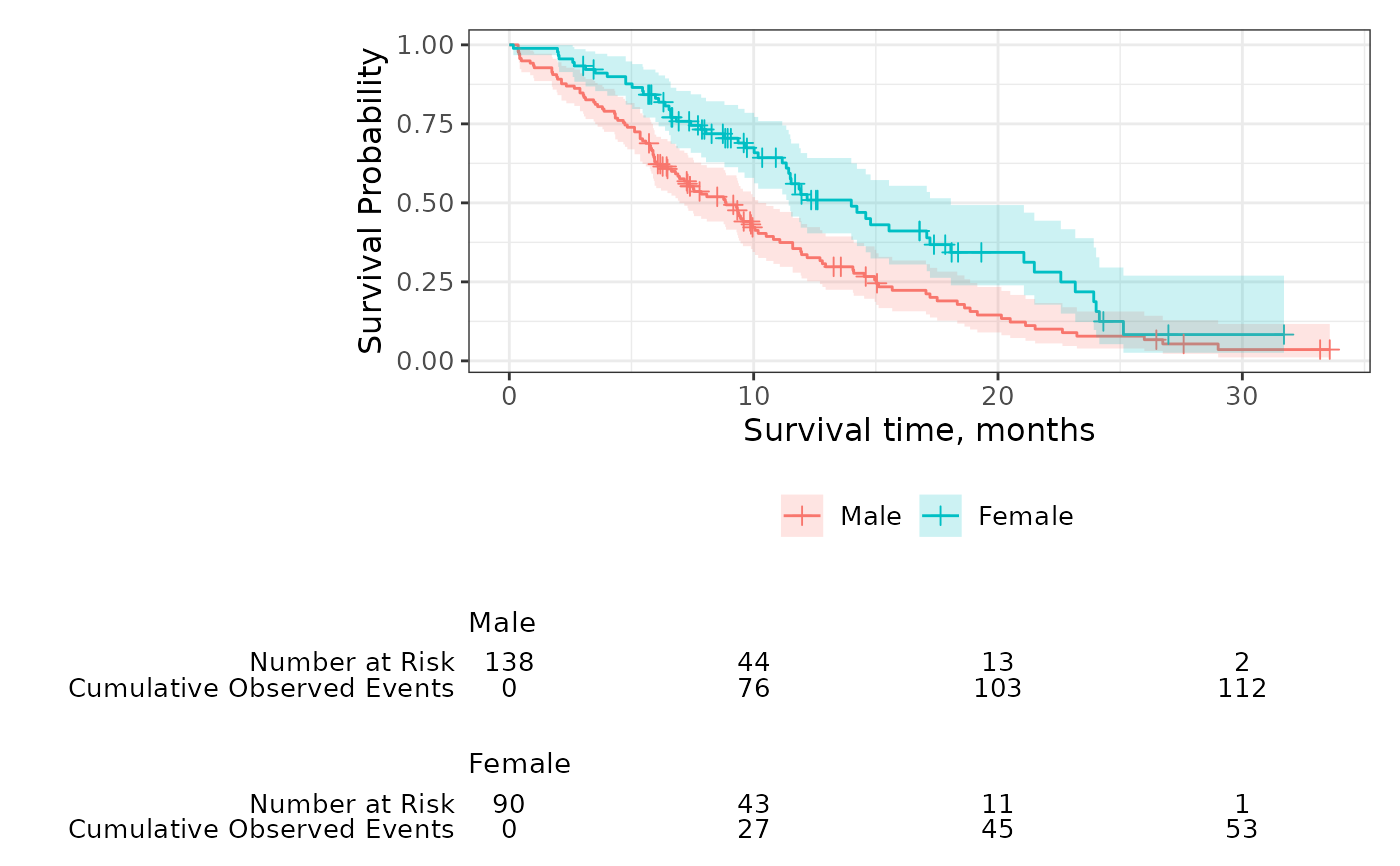 Survival Probability
1.00
0.75
0.50
0.25
0.00
0 10 20 30
Survival time, months
Male Female
Male
Number at Risk 138 44 13 2
Cumulative Observed Events 0 76 103 112
Female
Number at Risk 90 43 11 1
Cumulative Observed Events 0 27 45 53